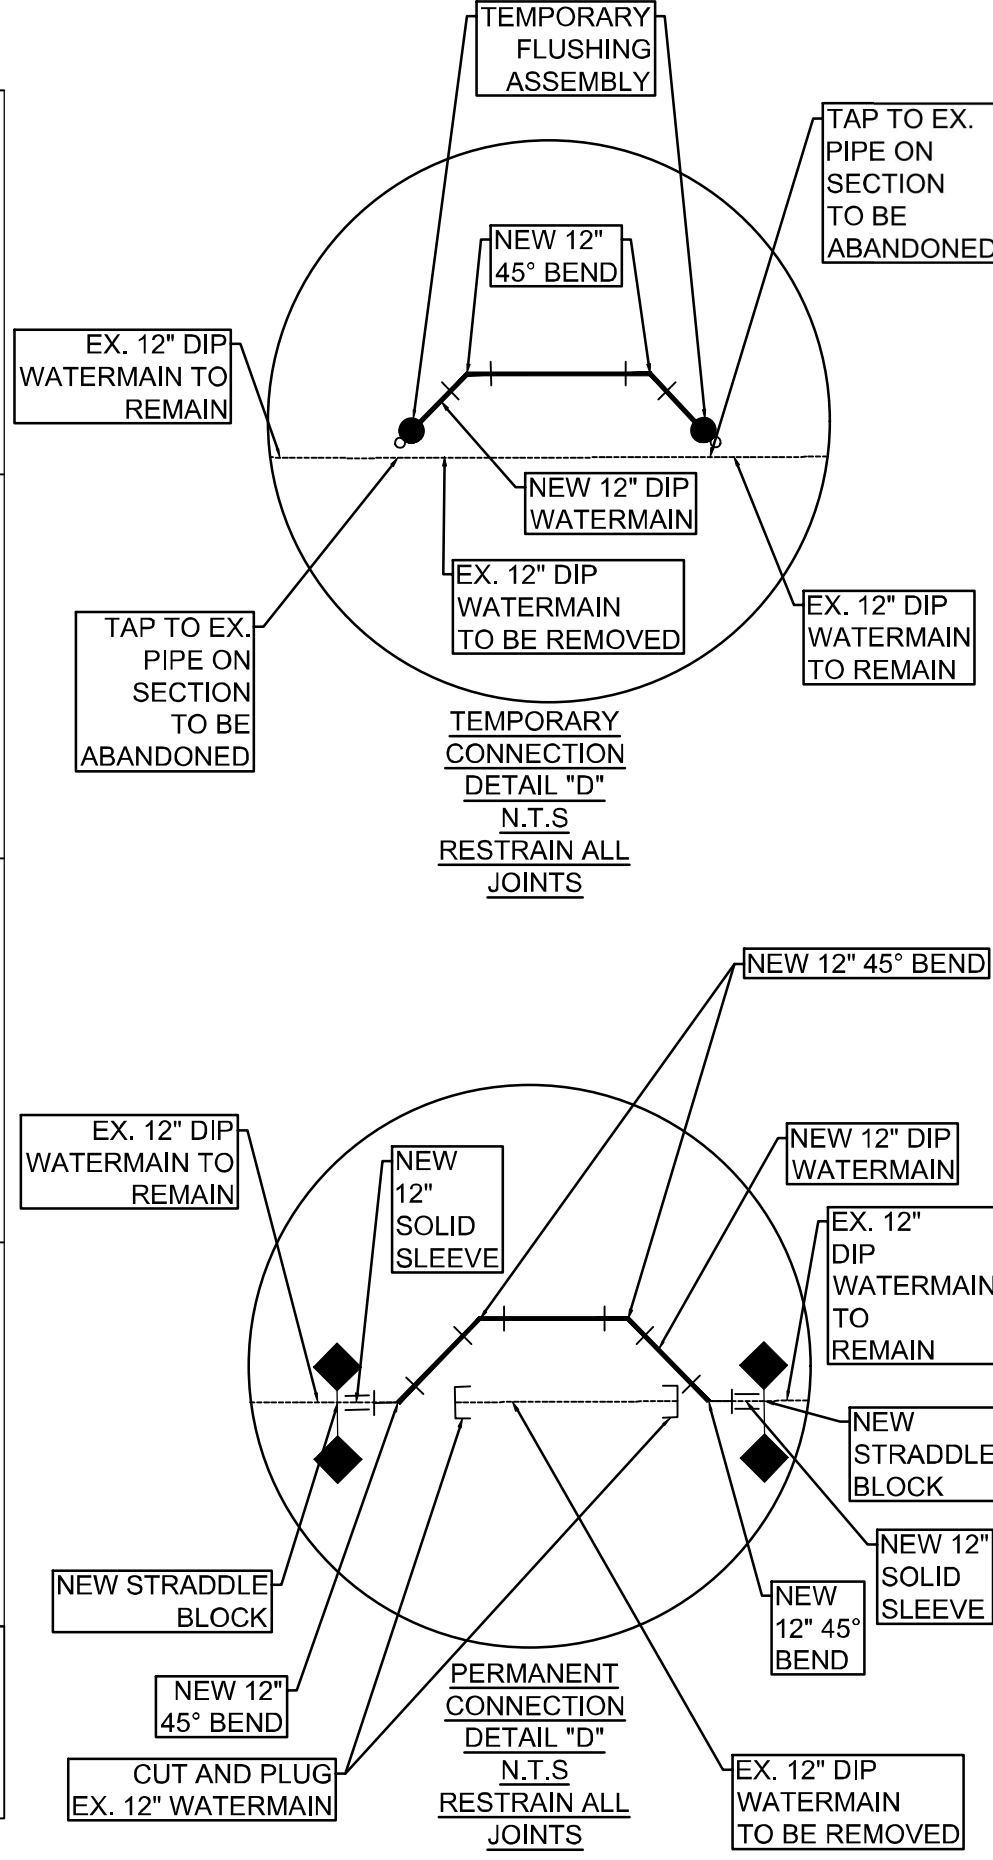 TEMPORARY
FLUSHING
ASSEMBLY
TAP TO EX.
PIPE ON
SECTION
TO BE
ABANDONED
NEW 12"
45° BEND
EX. 12" DIP
WATERMAIN TO
REMAIN
NEW 12" DIP
WATERMAIN
EX. 12" DIP
WATERMAIN
TO BE REMOVED
EX. 12" DIP
WATERMAIN
TO REMAIN
TAP TO EX.
PIPE ON
SECTION
TO BE
ABANDONED
TEMPORARY
CONNECTION
DETAIL "D"
N.T.S
RESTRAIN ALL
JOINTS
NEW 12" 45° BEND
EX. 12" DIP
WATERMAIN TO
REMAIN
NEW
12"
SOLID
SLEEVE
NEW 12" DIP
WATERMAIN
EX. 12"
DIP
WATERMAIN
TO
REMAIN
NEW
STRADDLE
BLOCK
NEW 12"
SOLID
SLEEVE
NEW STRADDLE
BLOCK
NEW
12" 45°
BEND
NEW 12"
45° BEND
CUT AND PLUG
EX. 12" WATERMAIN
PERMANENT
CONNECTION
DETAIL "D"
N.T.S
RESTRAIN ALL
JOINTS
EX. 12" DIP
WATERMAIN
TO BE REMOVED